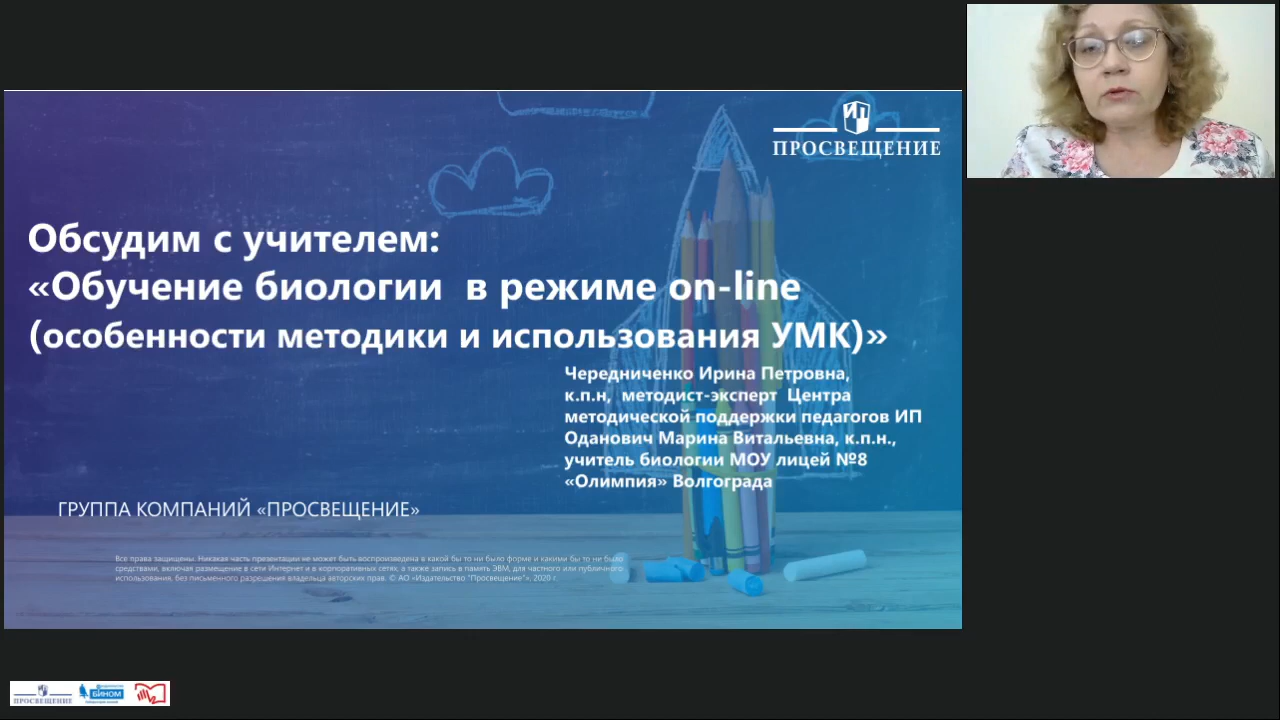 ИП
ПРОСВЕЩЕНИЕ
Обсудим с учителем:
«Обучение биологии в режиме on-line
(особенности методики и использования УМК)»
Чередниченко Ирина Петровна,
к.п.н, методист-эксперт Центра
методической поддержки педагогов ИП
Оданович Марина Витальевна, к.п.н.,
учитель биологии МОУ лицей №8
«Олимпия» Волгограда
ГРУППА КОМПАНИЙ «ПРОСВЕЩЕНИЕ»
Все права защищены. Никакая часть презентации не может быть воспроизведена в какой бы то ни было форме и какими бы то ни было
средствами, включая размещение в сети Интернет и в корпоративных сетях, а также запись в память ЭВМ, для частного или публичного
использования, без письменного разрешения владельца авторских прав. © АО «Издательство "Просвещение"», 2020 г.
ПРОСВЕЩЕНИЕ
БИНОМ